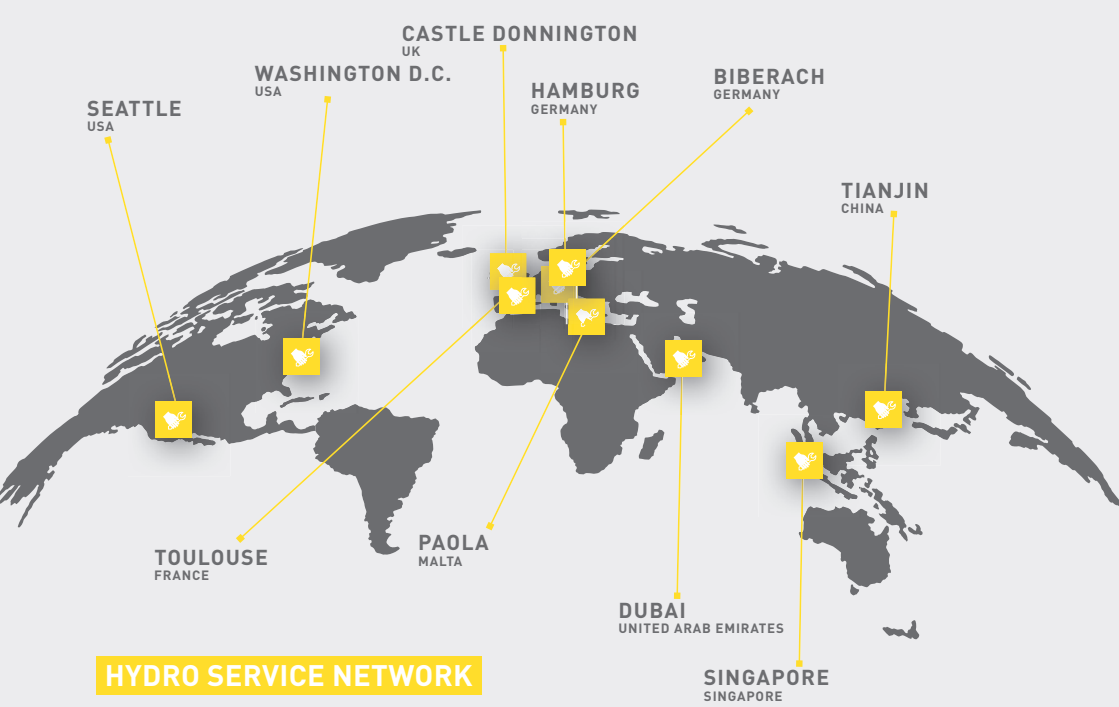 CASTLE DONNINGTON
UK
WASHINGTON D.C.
USA
BIBERACH
GERMANY
HAMBURG
GERMANY
SEATTLE
USA
TIANJIN
CHINA
TOULOUSE
FRANCE
PAOLA
MALTA
DUBAI
UNITED ARAB EMIRATES
HYDRO SERVICE NETWORK
SINGAPORE
SINGAPORE